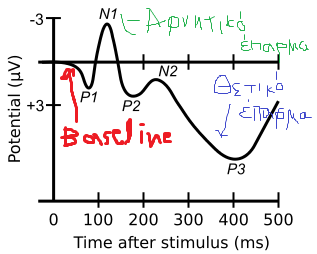 -3
N1
(-Αρνητικό
έπαρμα
Potential (μV)
P1
P2
N2
+3
Θετικό
έπαρμα
Baseline
P3
0 100 200 300 400 500
Time after stimulus (ms)